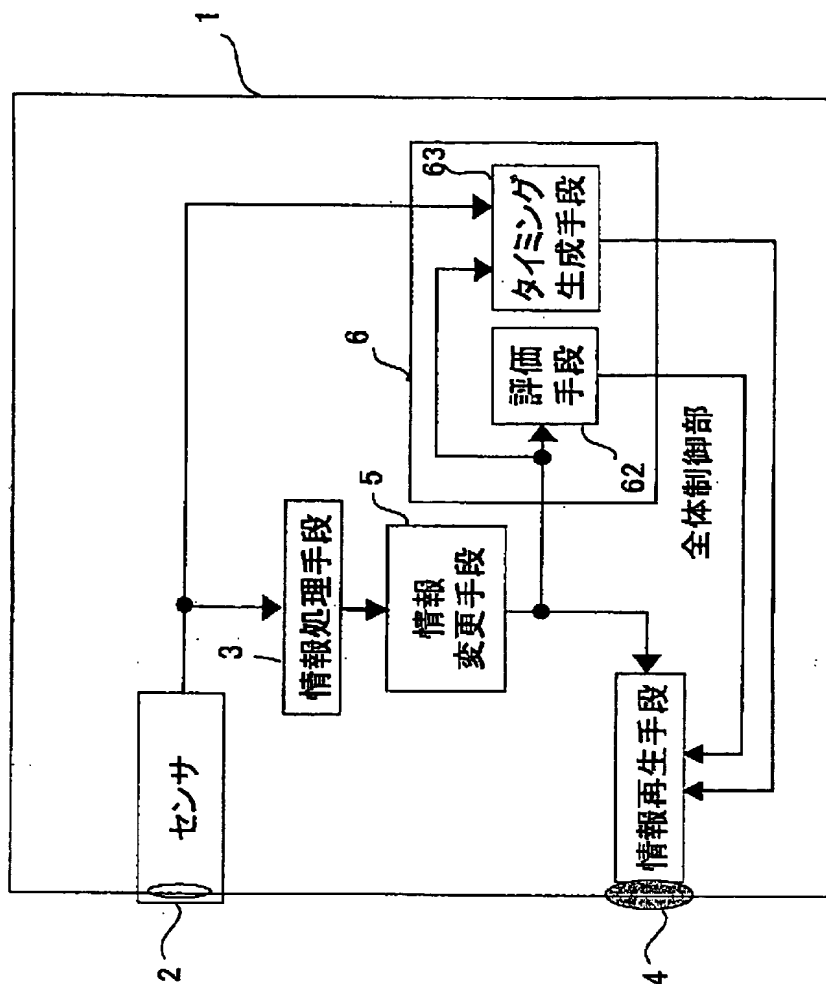 1
センサ
2
3
情報処理手段
5
情報
変更手段
6
評価
手段
62
63
タイミング
生成手段
全体制御部
情報再生手段
4